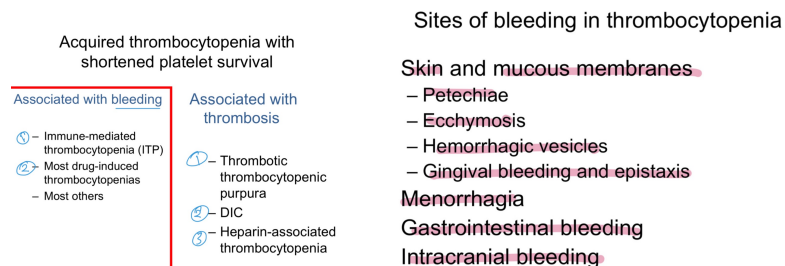 Acquired thrombocytopenia with
shortened platelet survival
Associated with bleeding
① – Immune-mediated
thrombocytopenia (ITP)
② – Most drug-induced
thrombocytopenias
– Most others
Associated with
thrombosis
① – Thrombotic
thrombocytopenic
purpura
② – DIC
③ – Heparin-associated
thrombocytopenia
Sites of bleeding in thrombocytopenia
Skin and mucous membranes
– Petechiae
– Ecchymosis
– Hemorrhagic vesicles
– Gingival bleeding and epistaxis
Menorrhagia
Gastrointestinal bleeding
Intracranial bleeding